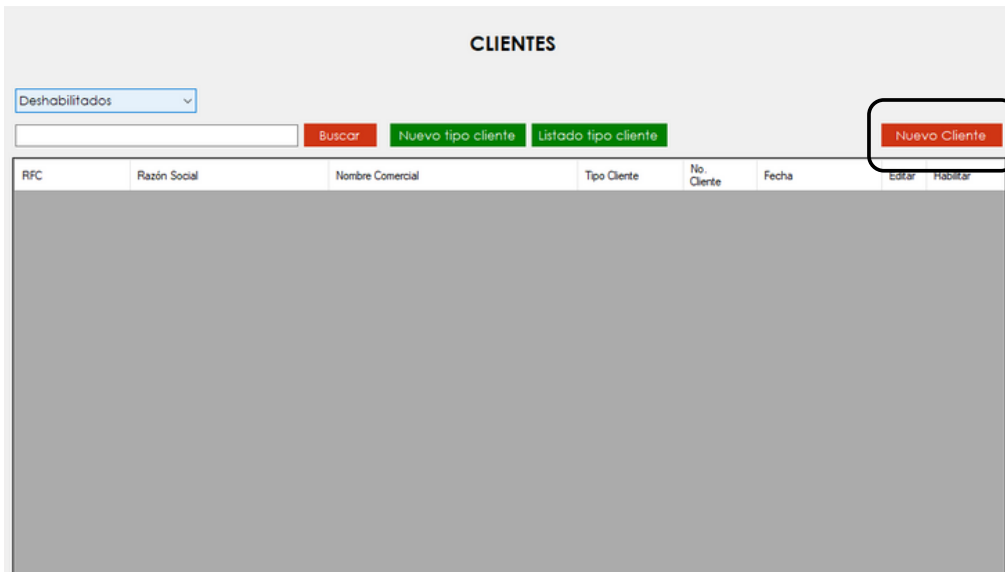 CLIENTES
Deshabilitados
Buscar Nuevo tipo cliente Listado tipo cliente Nuevo Cliente
RFC Razón Social Nombre Comercial Tipo Cliente No. Cliente Fecha Editar Habilitar